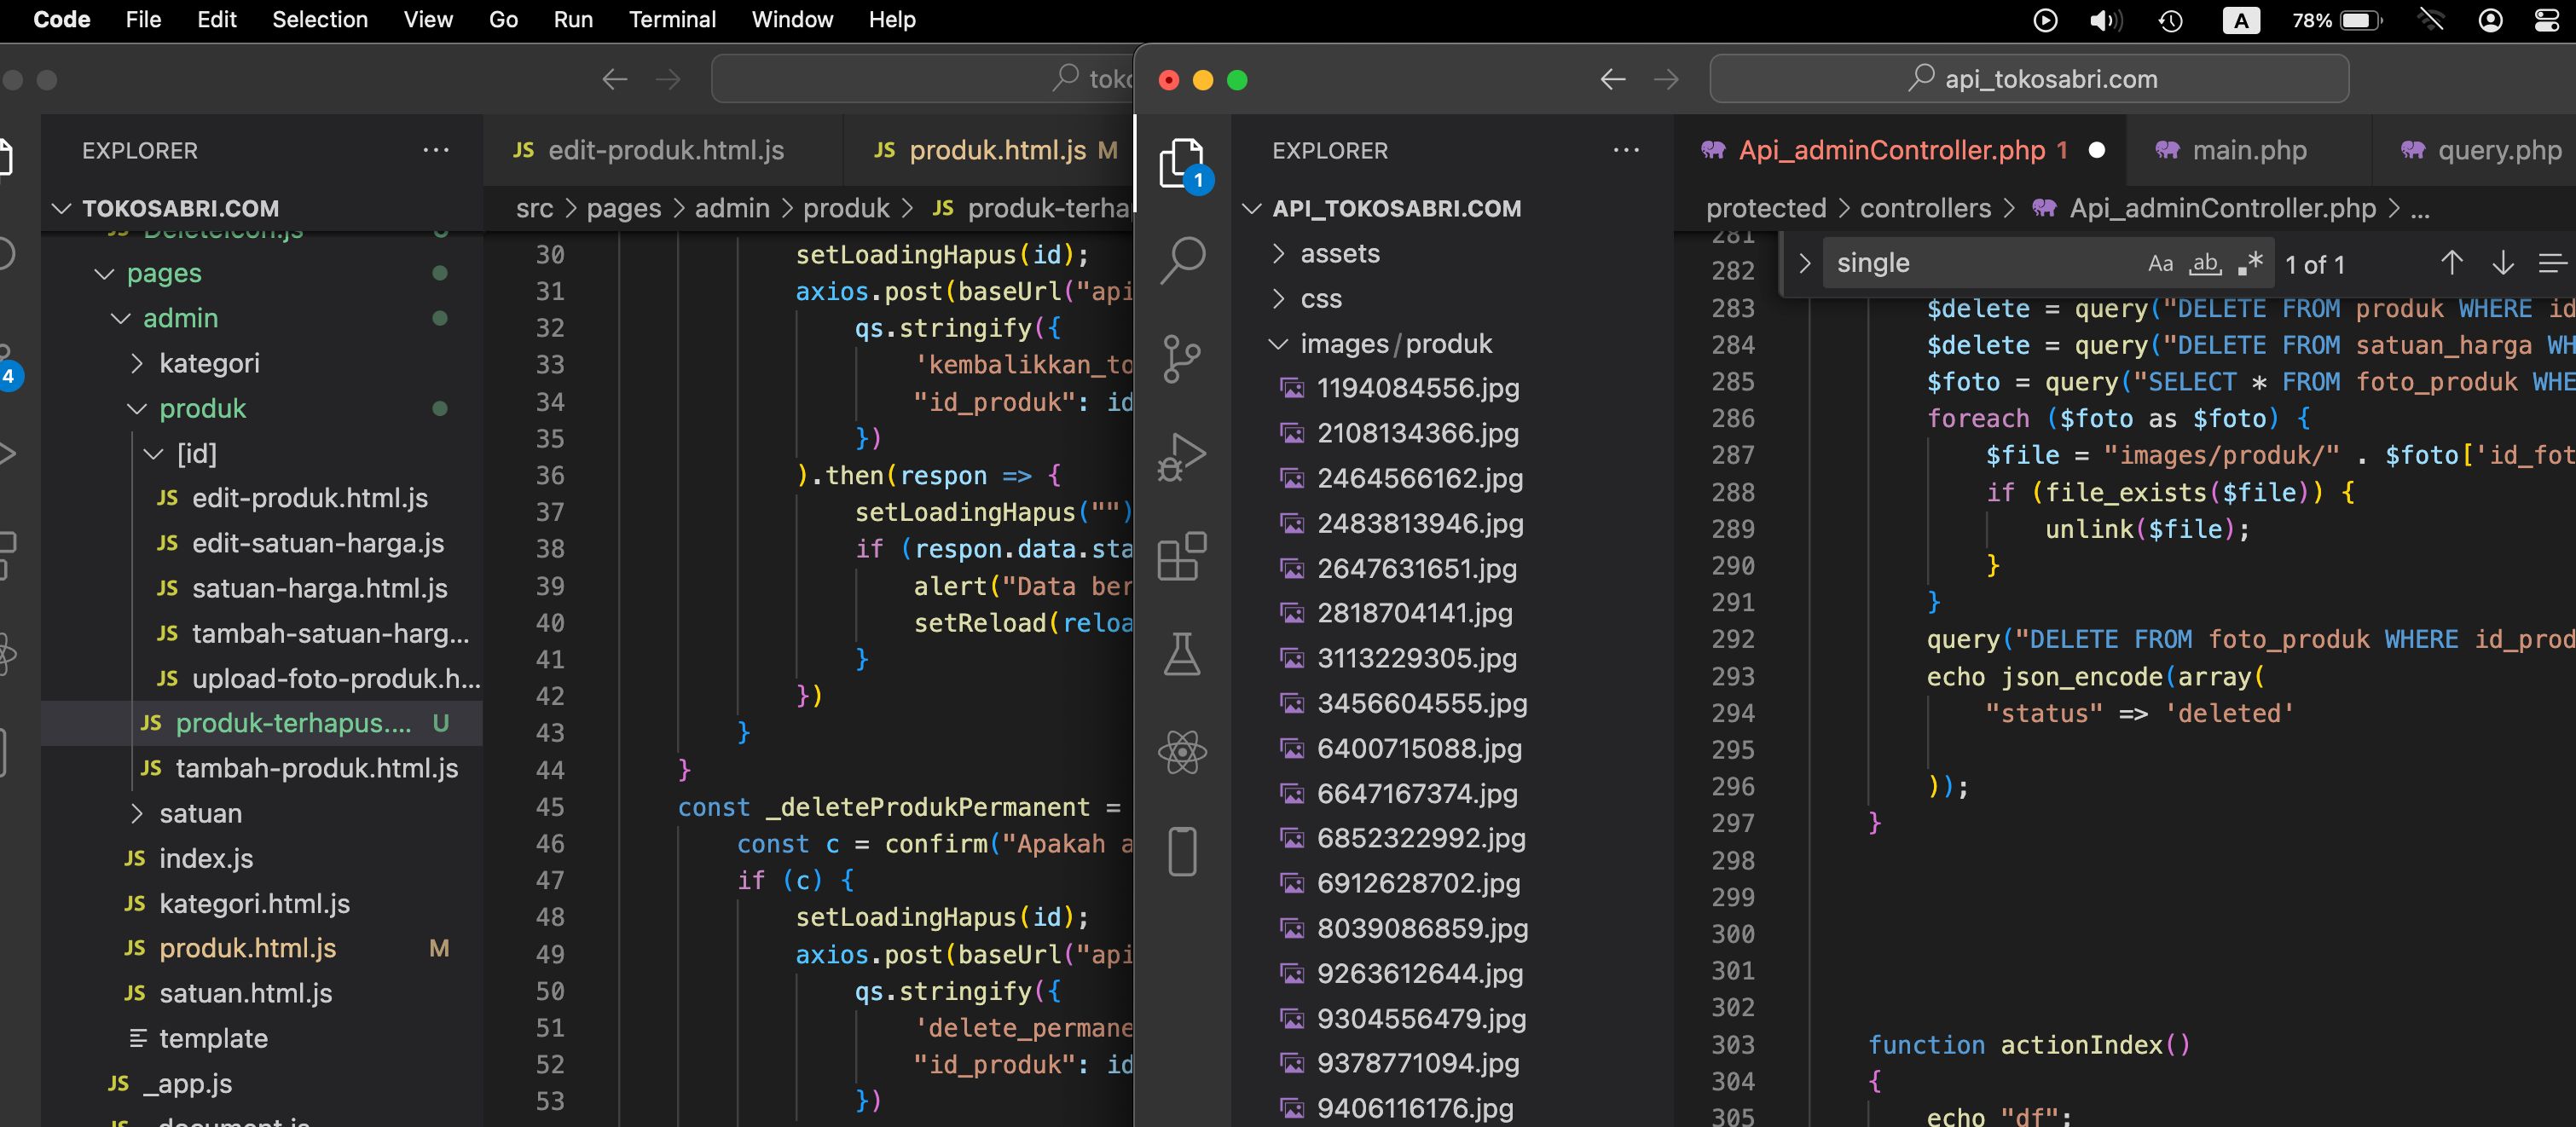 Code File Edit Selection View Go Run Terminal Window Help
A 78%
EXPLORER
TOKOSABRI.COM
DeleteIcon.js U
pages
admin
kategori
4
produk
[id]
JS edit-produk.html.js
JS edit-satuan-harga.js
JS satuan-harga.html.js
JS tambah-satuan-harg...
JS upload-foto-produk.h...
JS produk-terhapus.... U
JS tambah-produk.html.js
satuan
JS index.js
JS kategori.html.js
JS produk.html.js M
JS satuan.html.js
template
JS _app.js
JS edit-produk.html.js JS produk.html.js M
src > pages > admin > produk > JS produk-terha
30 setLoadingHapus(id);
31 axios.post(baseUrl("api
32 qs.stringify({
33 'kembalikkan_to
34 "id_produk": id
35 })
36 ).then(respon => {
37 setLoadingHapus("")
38 if (respon.data.sta
39 alert("Data ber
40 setReload(reloa
41 }
42 })
43 }
44 }
45 const _deleteProdukPermanent =
46 const c = confirm("Apakah a
47 if (c) {
48 setLoadingHapus(id);
49 axios.post(baseUrl("api
50 qs.stringify({
51 'delete_permane
52 "id_produk": id
53 })
api_tokosabri.com
1
EXPLORER
API_TOKOSABRI.COM
assets
css
images/produk
1194084556.jpg
2108134366.jpg
2464566162.jpg
2483813946.jpg
2647631651.jpg
2818704141.jpg
3113229305.jpg
3456604555.jpg
6400715088.jpg
6647167374.jpg
6852322992.jpg
6912628702.jpg
8039086859.jpg
9263612644.jpg
9304556479.jpg
9378771094.jpg
9406116176.jpg
Api_adminController.php 1 main.php query.php
protected > controllers > Api_adminController.php > ...
single Aa ab .* 1 of 1
281
282
283 $delete = query("DELETE FROM produk WHERE id
284 $delete = query("DELETE FROM satuan_harga WH
285 $foto = query("SELECT * FROM foto_produk WHE
286 foreach ($foto as $foto) {
287 $file = "images/produk/" . $foto['id_fot
288 if (file_exists($file)) {
289 unlink($file);
290 }
291 }
292 query("DELETE FROM foto_produk WHERE id_prod
293 echo json_encode(array(
294 "status" => 'deleted'
295
296 ));
297 }
298
299
300
301
302
303 function actionIndex()
304 {
305 echo "df";